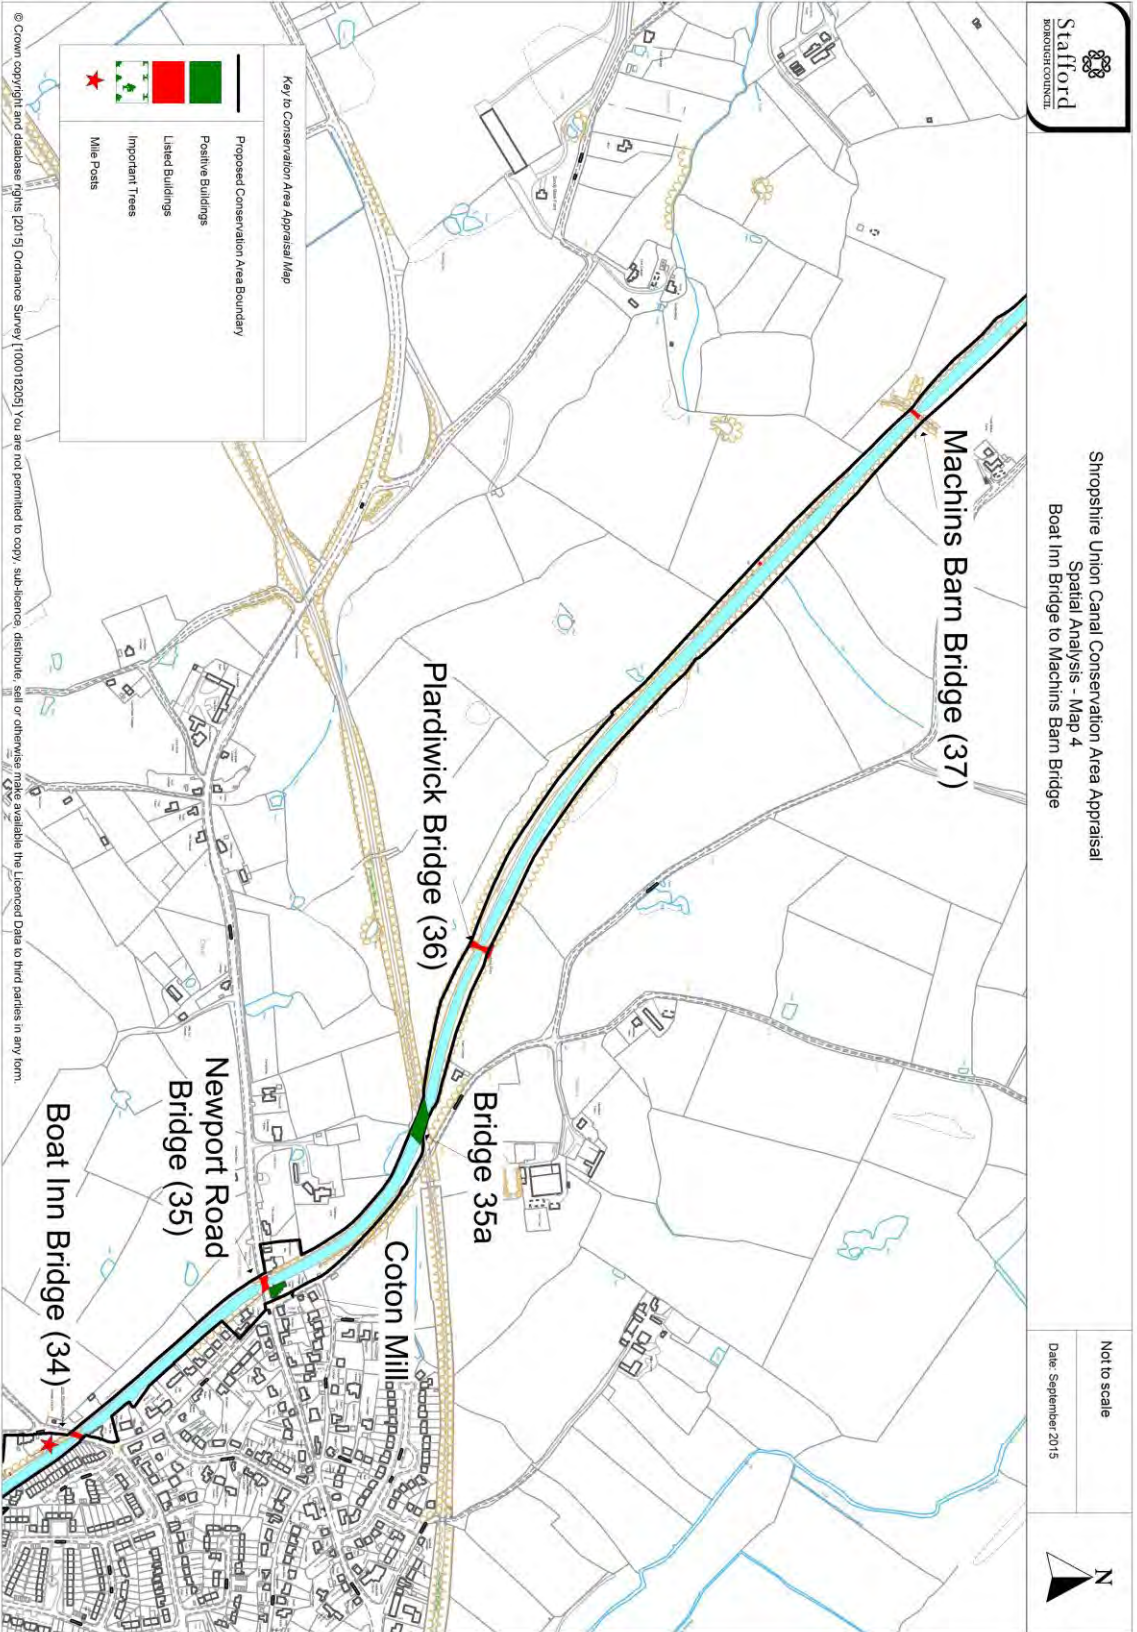 Stafford
BOROUGH COUNCIL
Shropshire Union Canal Conservation Area Appraisal
Spatial Analysis - Map 4
Boat Inn Bridge to Machins Barn Bridge
Not to scale
Date: September 2015
N
Machins Barn Bridge (37)
Plardiwick Bridge (36)
Bridge 35a
Coton Mill
Newport Road
Bridge (35)
Boat Inn Bridge (34)
Key to Conservation Area Appraisal Map
Proposed Conservation Area Boundary
Positive Buildings
Listed Buildings
Important Trees
Mile Posts
© Crown copyright and database rights [2015] Ordnance Survey [100018205] You are not permitted to copy, sub-licence, distribute, sell or otherwise make available the Licenced Data to third parties in any form.